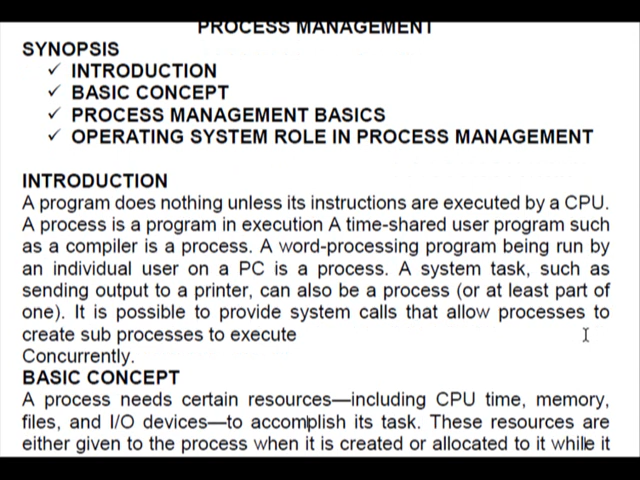 PROCESS MANAGEMENT
SYNOPSIS
✓ INTRODUCTION
✓ BASIC CONCEPT
✓ PROCESS MANAGEMENT BASICS
✓ OPERATING SYSTEM ROLE IN PROCESS MANAGEMENT
INTRODUCTION
A program does nothing unless its instructions are executed by a CPU.
A process is a program in execution A time-shared user program such
as a compiler is a process. A word-processing program being run by
an individual user on a PC is a process. A system task, such as
sending output to a printer, can also be a process (or at least part of
one). It is possible to provide system calls that allow processes to
create sub processes to execute
Concurrently.
BASIC CONCEPT
A process needs certain resources—including CPU time, memory,
files, and I/O devices—to accomplish its task. These resources are
either given to the process when it is created or allocated to it while it